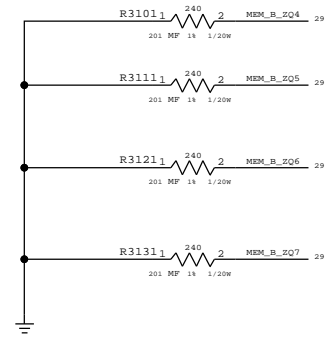 R3101 1 240 2 MEM_B_ZQ4 29
201 MF 1% 1/20W
R3111 1 240 2 MEM_B_ZQ5 29
201 MF 1% 1/20W
R3121 1 240 2 MEM_B_ZQ6 29
201 MF 1% 1/20W
R3131 1 240 2 MEM_B_ZQ7 29
201 MF 1% 1/20W